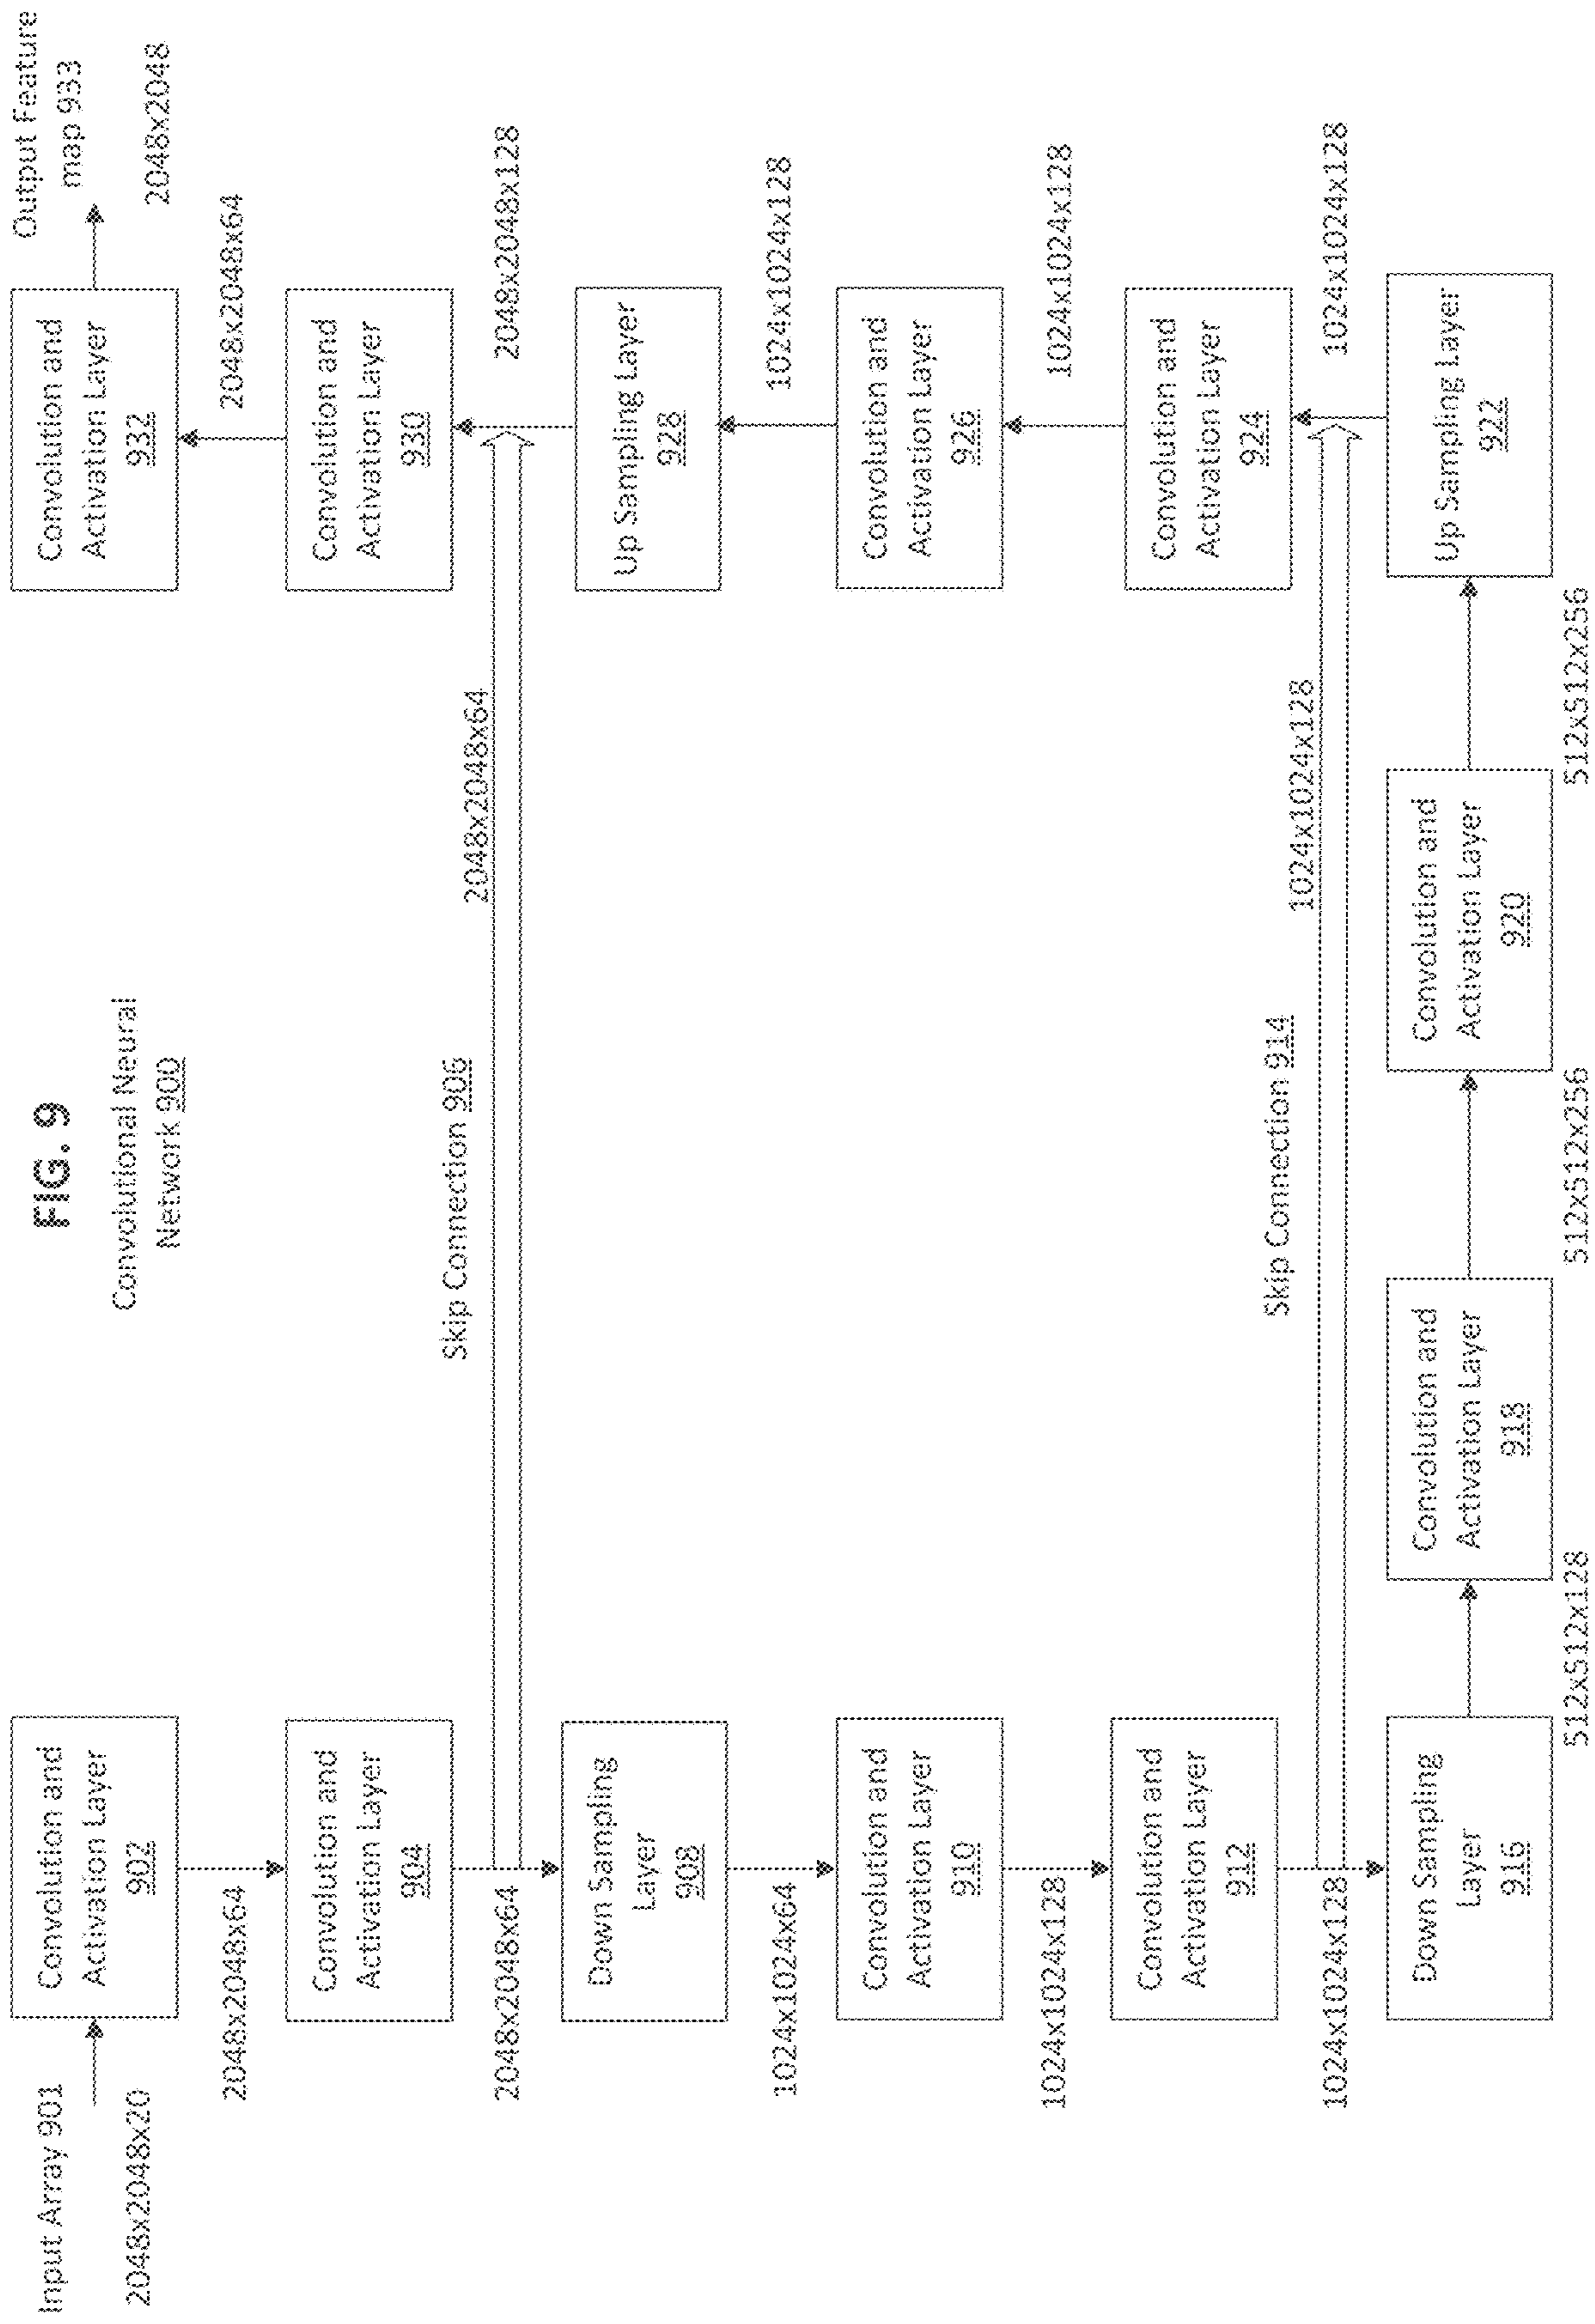 FIG. 9
Convolutional Neural
Network 900
Input Array 901
2048x2048x20
Convolution and
Activation Layer
902
2048x2048x64
Convolution and
Activation Layer
904
2048x2048x64
Skip Connection 906
2048x2048x64
Down Sampling
Layer
908
1024x1024x64
Convolution and
Activation Layer
910
1024x1024x128
Convolution and
Activation Layer
912
1024x1024x128
Skip Connection 914
1024x1024x128
Down Sampling
Layer
916
512x512x128
Convolution and
Activation Layer
918
512x512x256
Convolution and
Activation Layer
920
512x512x256
Up Sampling Layer
922
1024x1024x128
Convolution and
Activation Layer
924
1024x1024x128
Convolution and
Activation Layer
926
1024x1024x128
Up Sampling Layer
928
2048x2048x128
Convolution and
Activation Layer
930
2048x2048x64
Convolution and
Activation Layer
932
Output Feature
map 933
2048x2048